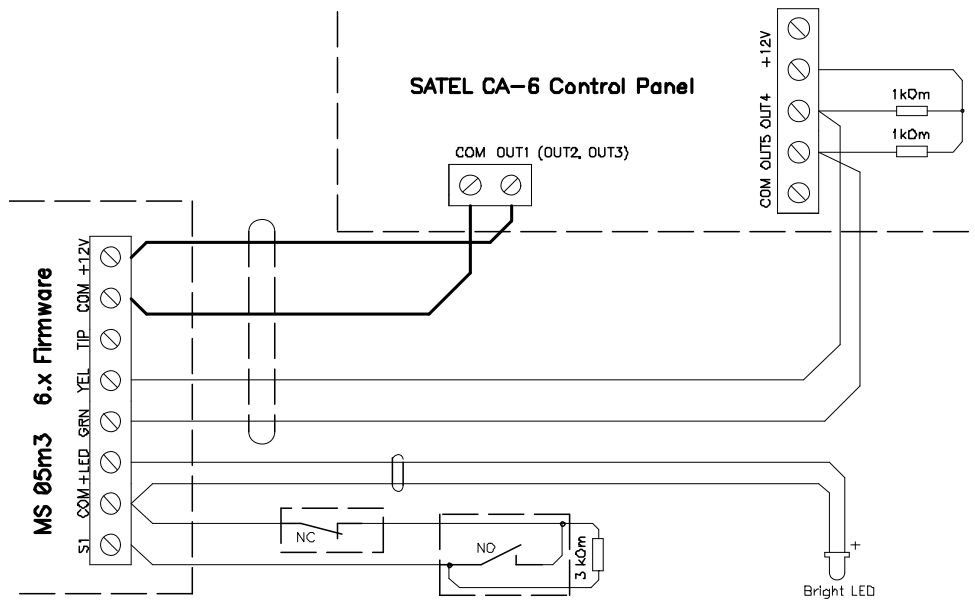 SATEL CA-6 Control Panel
COM OUT1 (OUT2, OUT3)
+12V
OUT4
OUT5
COM
1kOm
1kOm
MS 05m3 6.x Firmware
+12V
COM
TIP
YEL
GRN
+LED
COM
S1
NC
NO
3 kOm
+
Bright LED